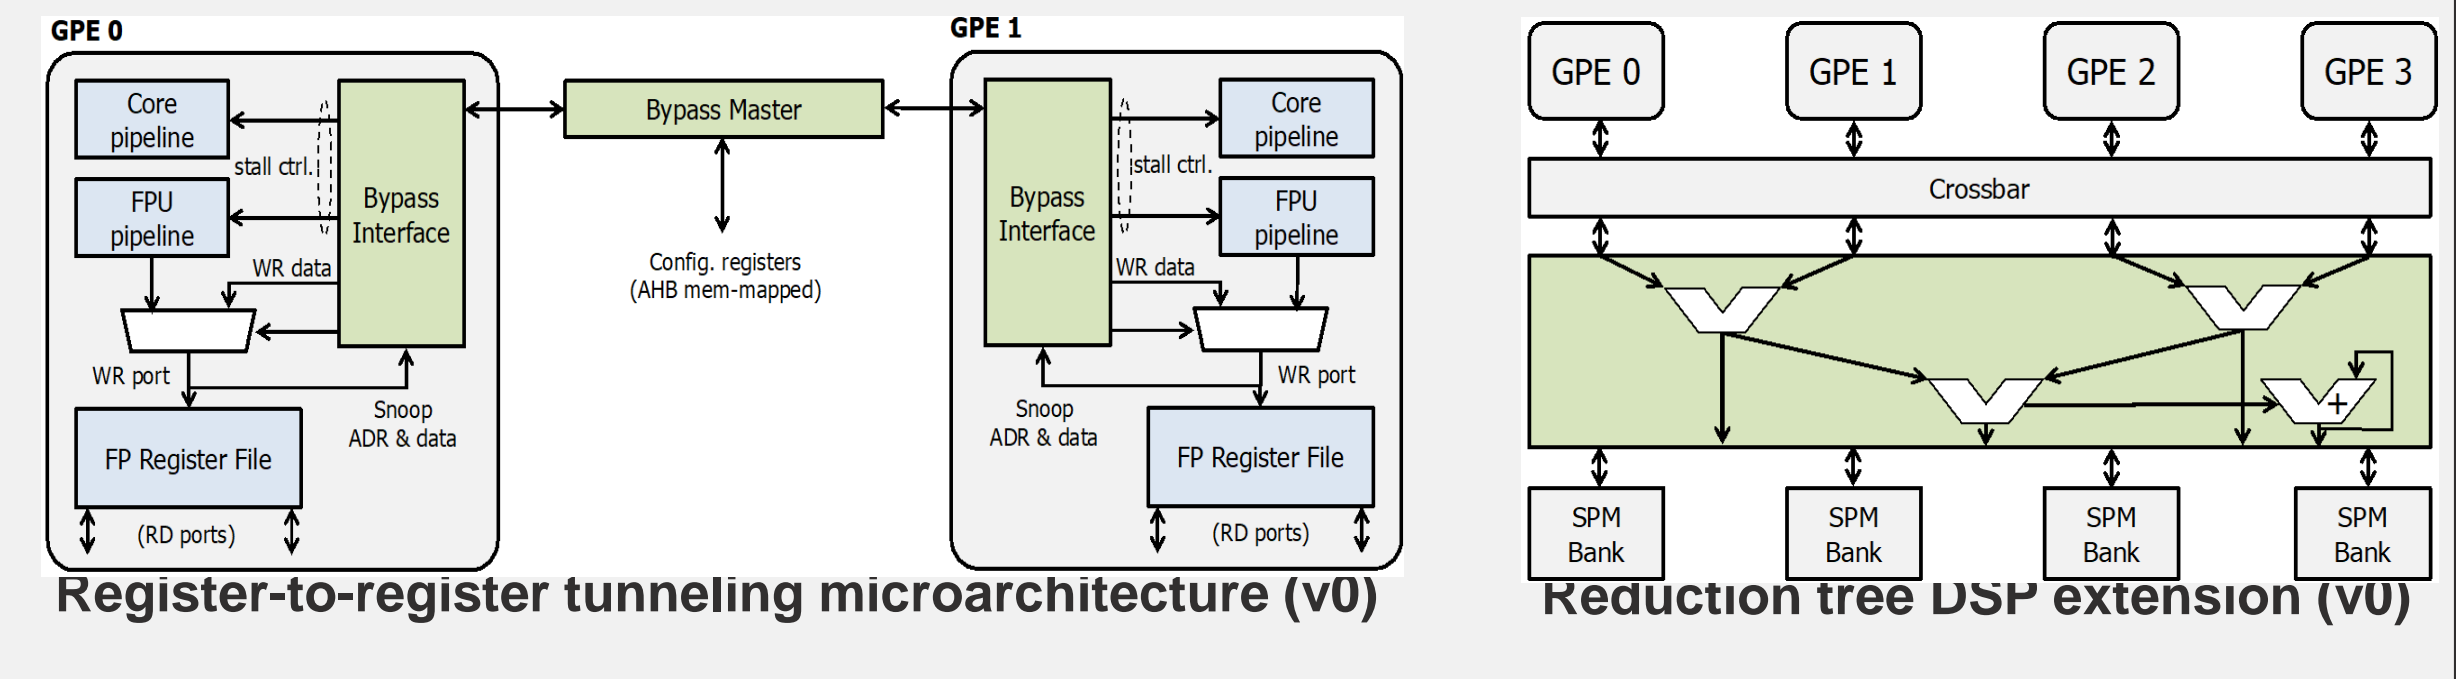 GPE 0
Core
pipeline
stall ctrl.
FPU
pipeline
Bypass
Interface
WR data
WR port
Snoop
ADR & data
FP Register File
(RD ports)
Bypass Master
Config. registers
(AHB mem-mapped)
GPE 1
Bypass
Interface
Core
pipeline
stall ctrl.
FPU
pipeline
WR data
WR port
Snoop
ADR & data
FP Register File
(RD ports)
Register-to-register tunneling microarchitecture (v0)
GPE 0
GPE 1
GPE 2
GPE 3
Crossbar
+
SPM
Bank
SPM
Bank
SPM
Bank
SPM
Bank
Reduction tree DSP extension (v0)